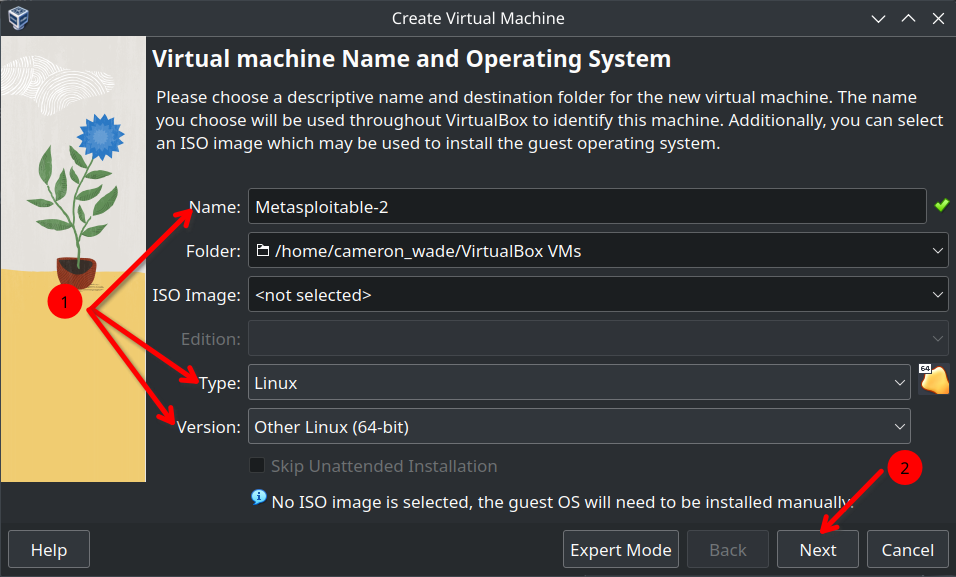 Create Virtual Machine
Virtual machine Name and Operating System
Please choose a descriptive name and destination folder for the new virtual machine. The name
you choose will be used throughout VirtualBox to identify this machine. Additionally, you can select
an ISO image which may be used to install the guest operating system.
Name: Metasploitable-2
Folder: /home/cameron_wade/VirtualBox VMs
1 ISO Image: <not selected>
Edition:
Type: Linux 64
Version: Other Linux (64-bit)
Skip Unattended Installation
2
No ISO image is selected, the guest OS will need to be installed manually.
Help Expert Mode Back Next Cancel